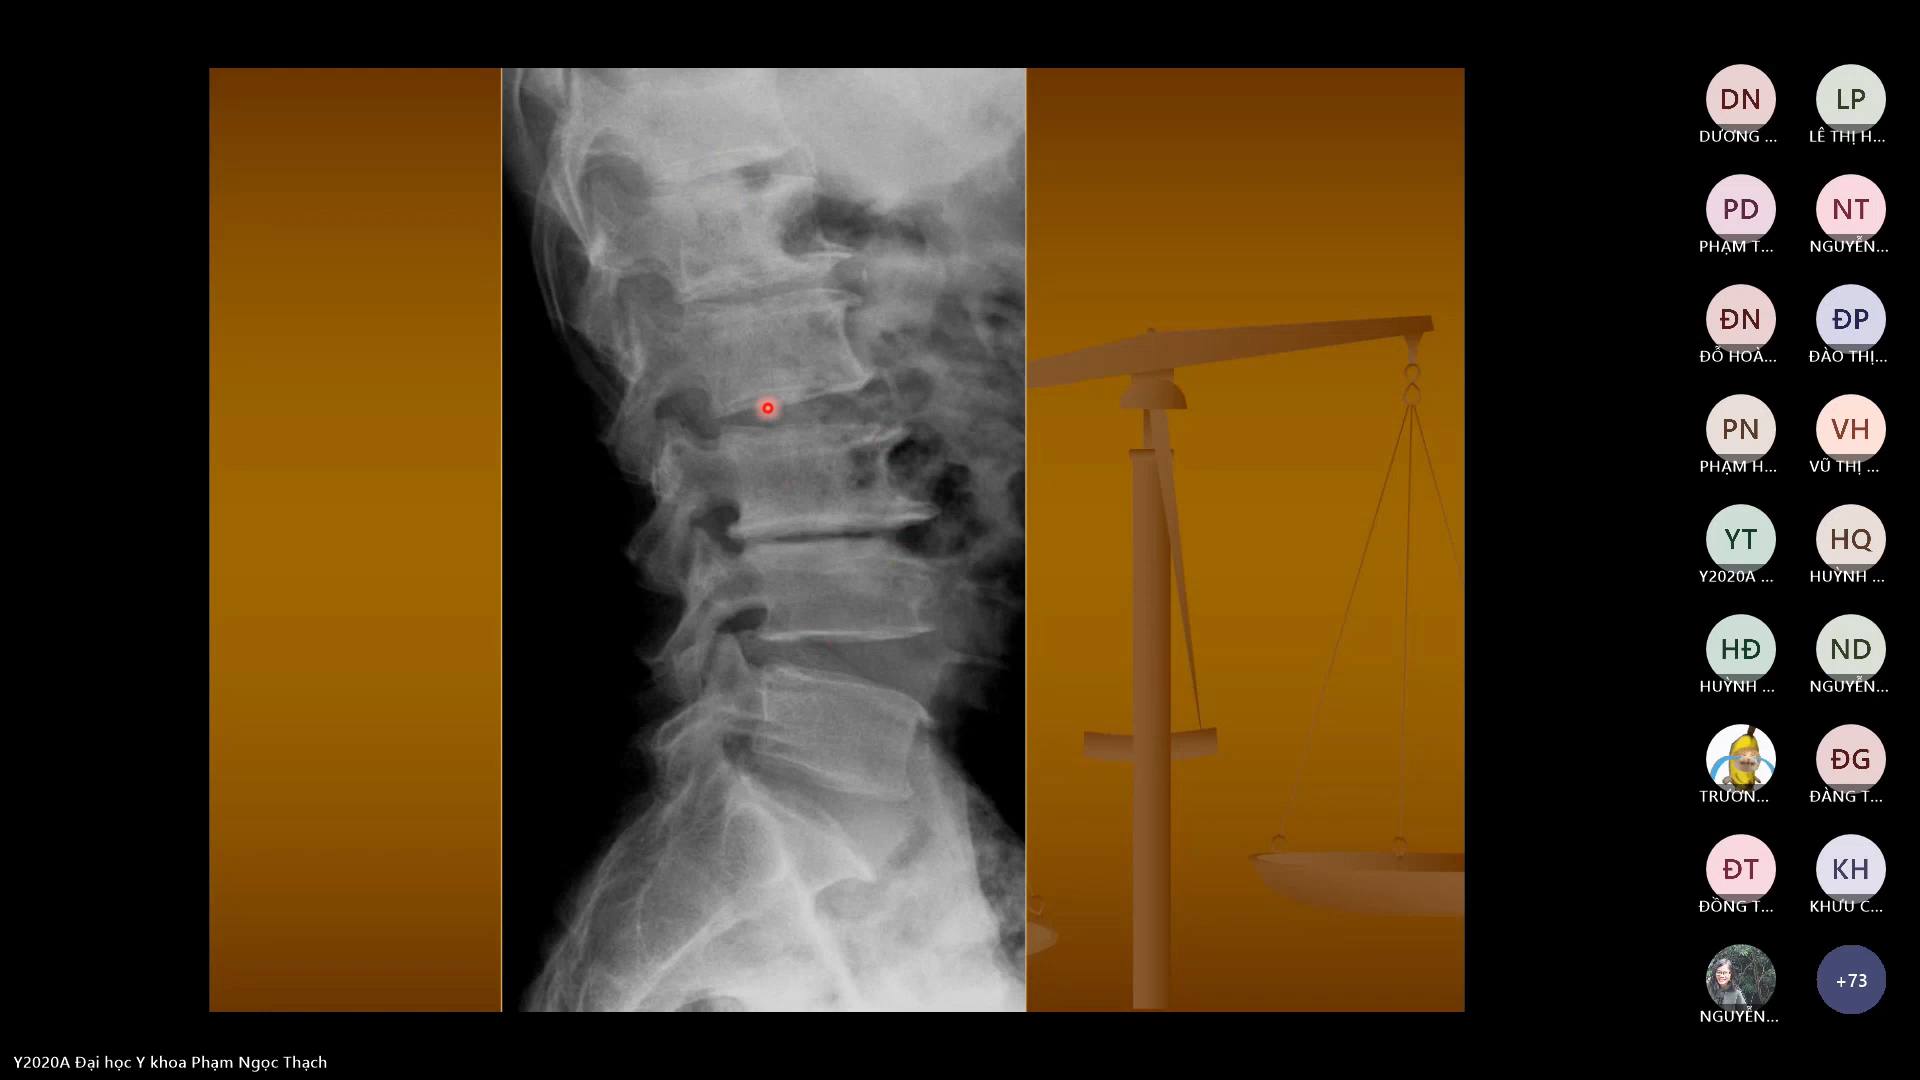 DN
LP
DƯƠNG ...
LÊ THỊ H...
PD
NT
PHẠM T...
NGUYỄN...
ĐN
ĐP
ĐỖ HOÀ...
ĐÀO THỊ...
PN
VH
PHẠM H...
VŨ THỊ ...
YT
HQ
Y2020A ...
HUỲNH ...
HĐ
ND
HUỲNH ...
NGUYỄN...
ĐG
TRƯƠN...
ĐÀNG T...
ĐT
KH
ĐỒNG T...
KHƯU C...
+73
NGUYỄN...
Y2020A Đại học Y khoa Phạm Ngọc Thạch